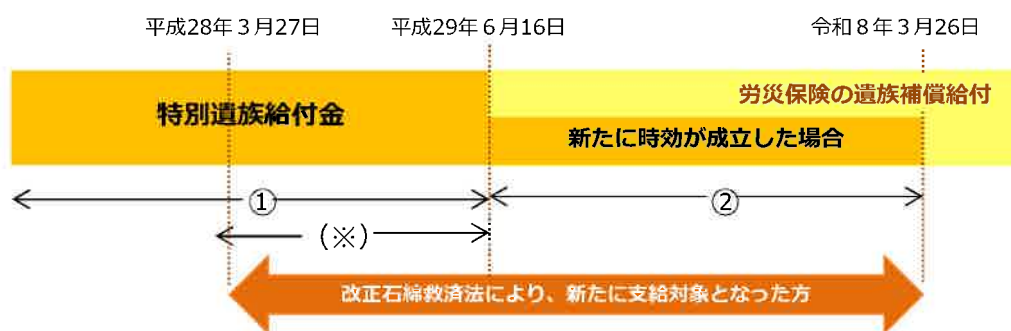 平成28年３月27日
平成29年６月16日
令和８年３月26日
労災保険の遺族補償給付
特別遺族給付金
新たに時効が成立した場合
①
②
(※)
改正石綿救済法により、新たに支給対象となった方